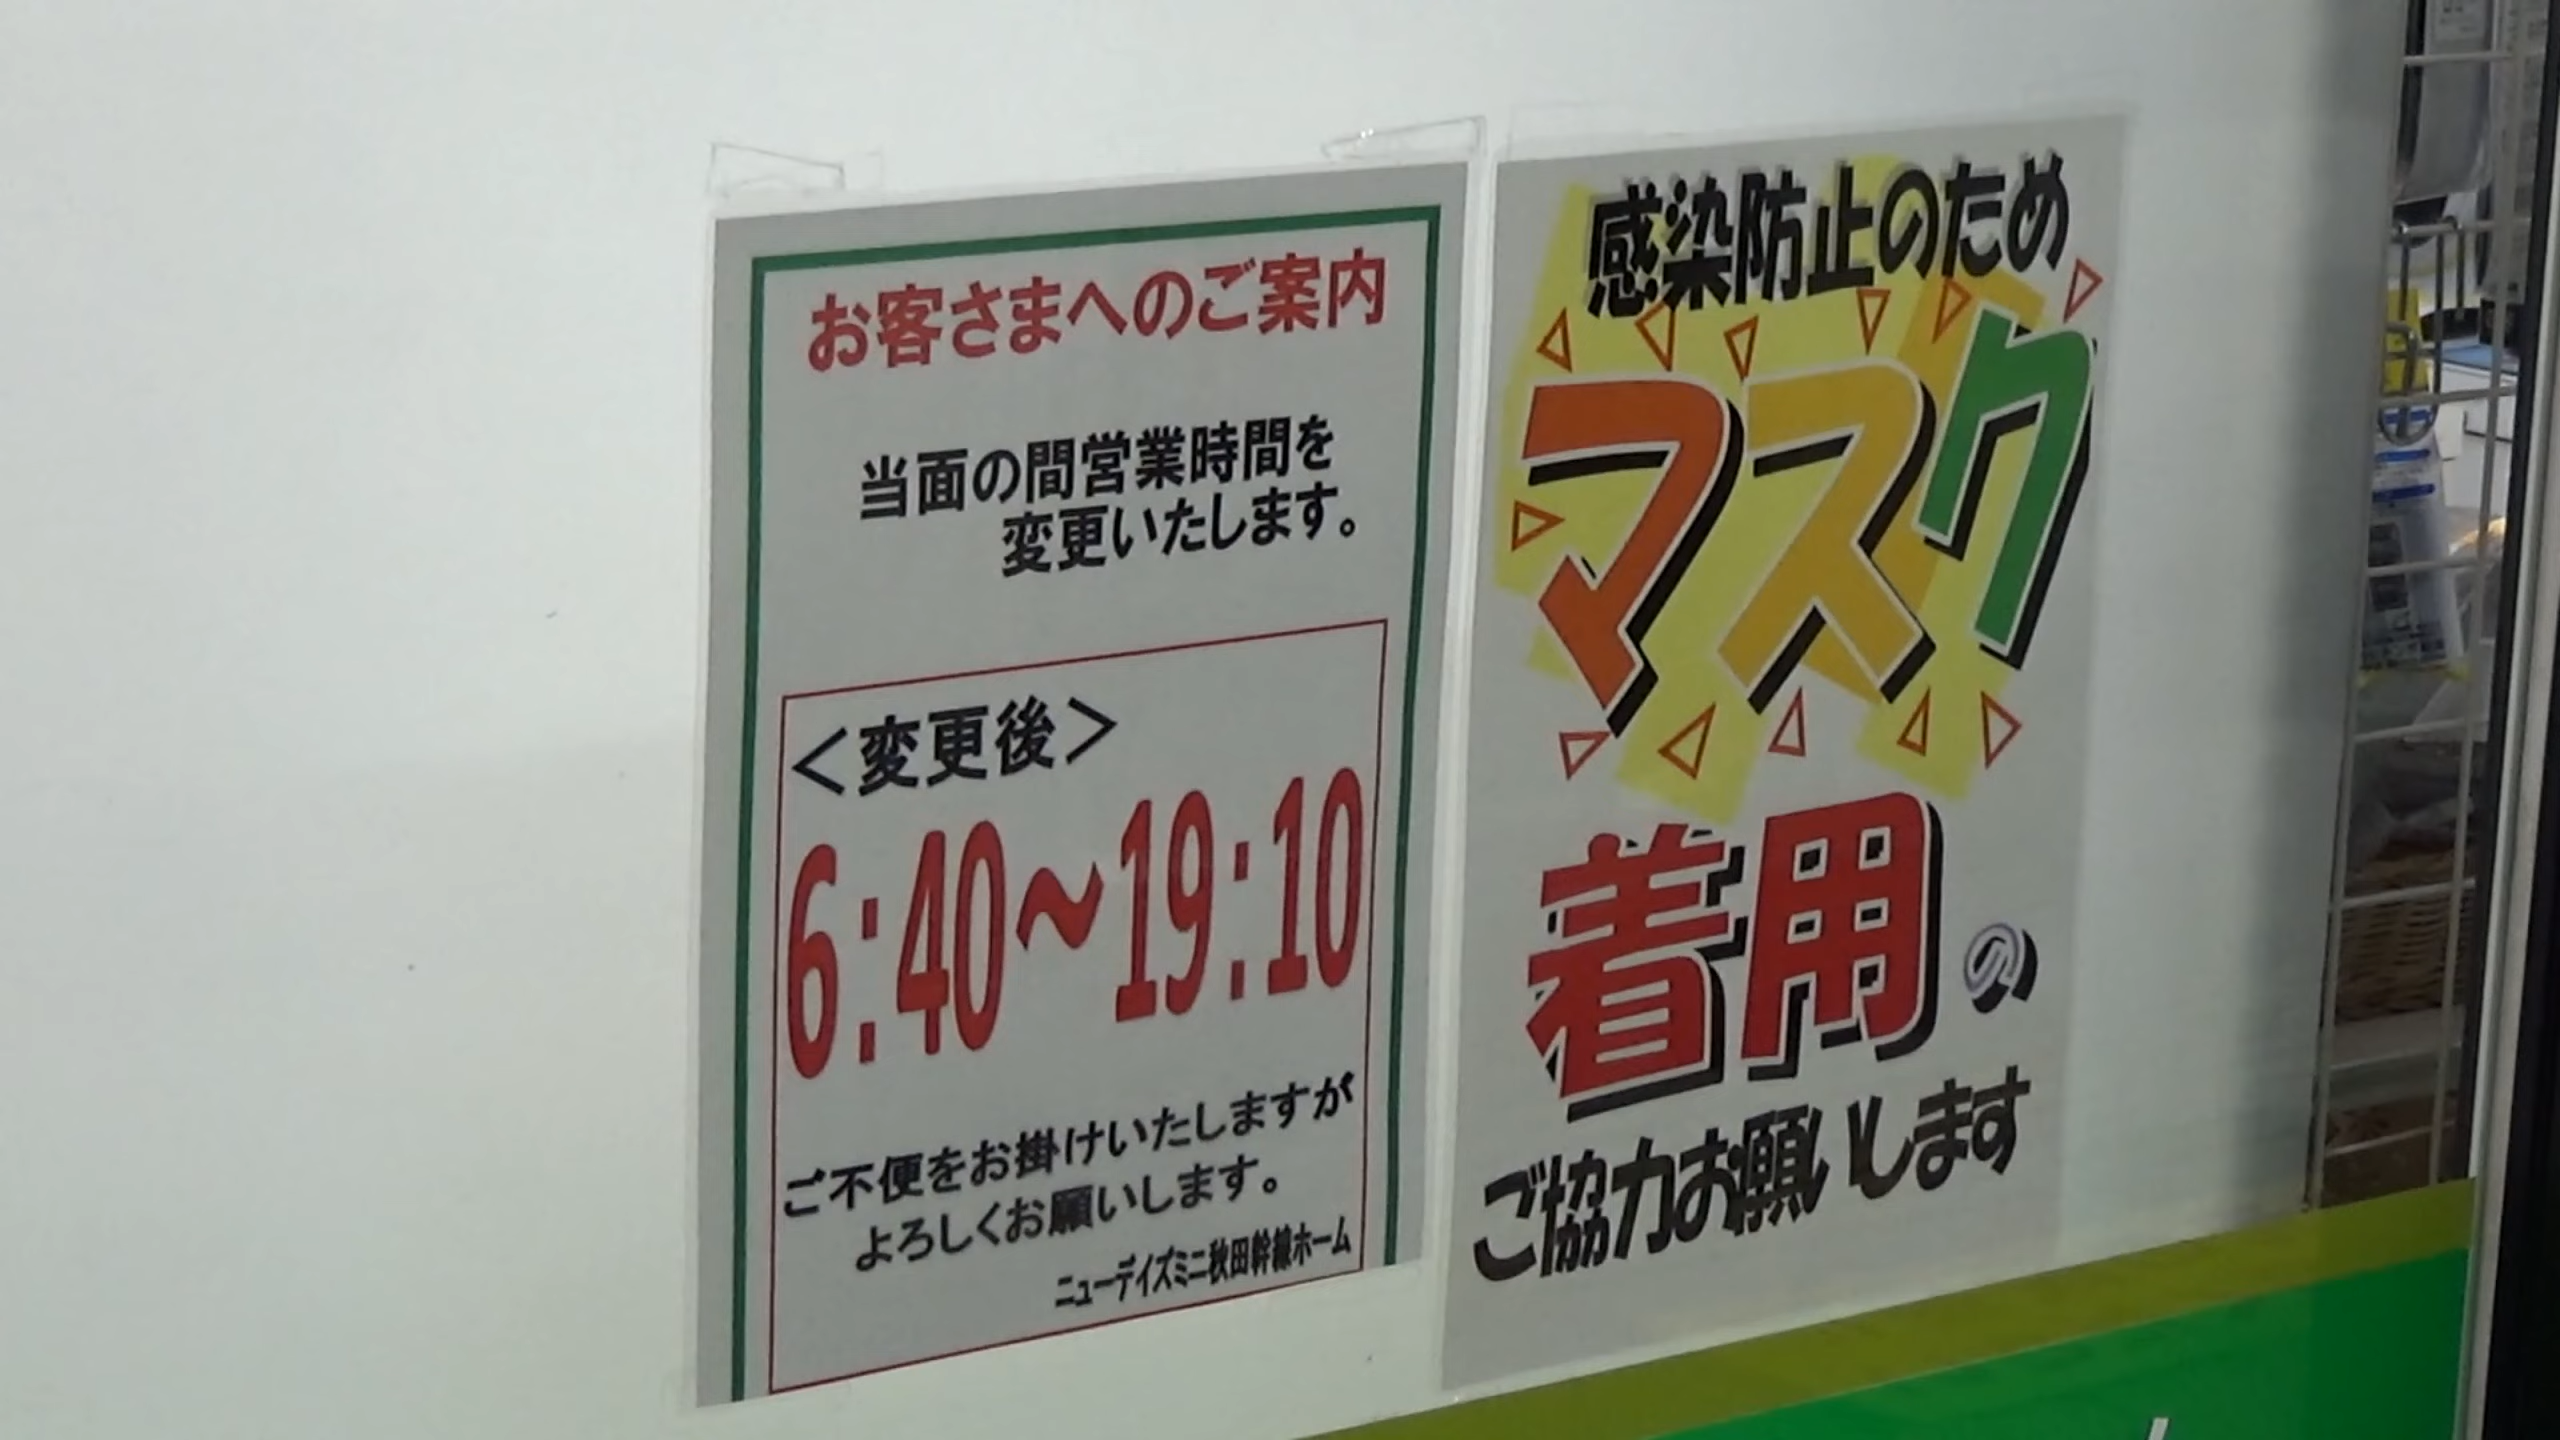 お客さまへのご案内
当面の間営業時間を
変更いたします。
＜変更後＞
6:40～19:10
ご不便をお掛けいたしますが
よろしくお願いします。
ニューデイズミニ秋田幹線ホーム
感染防止のため
マスク
着用の
ご協力お願いします